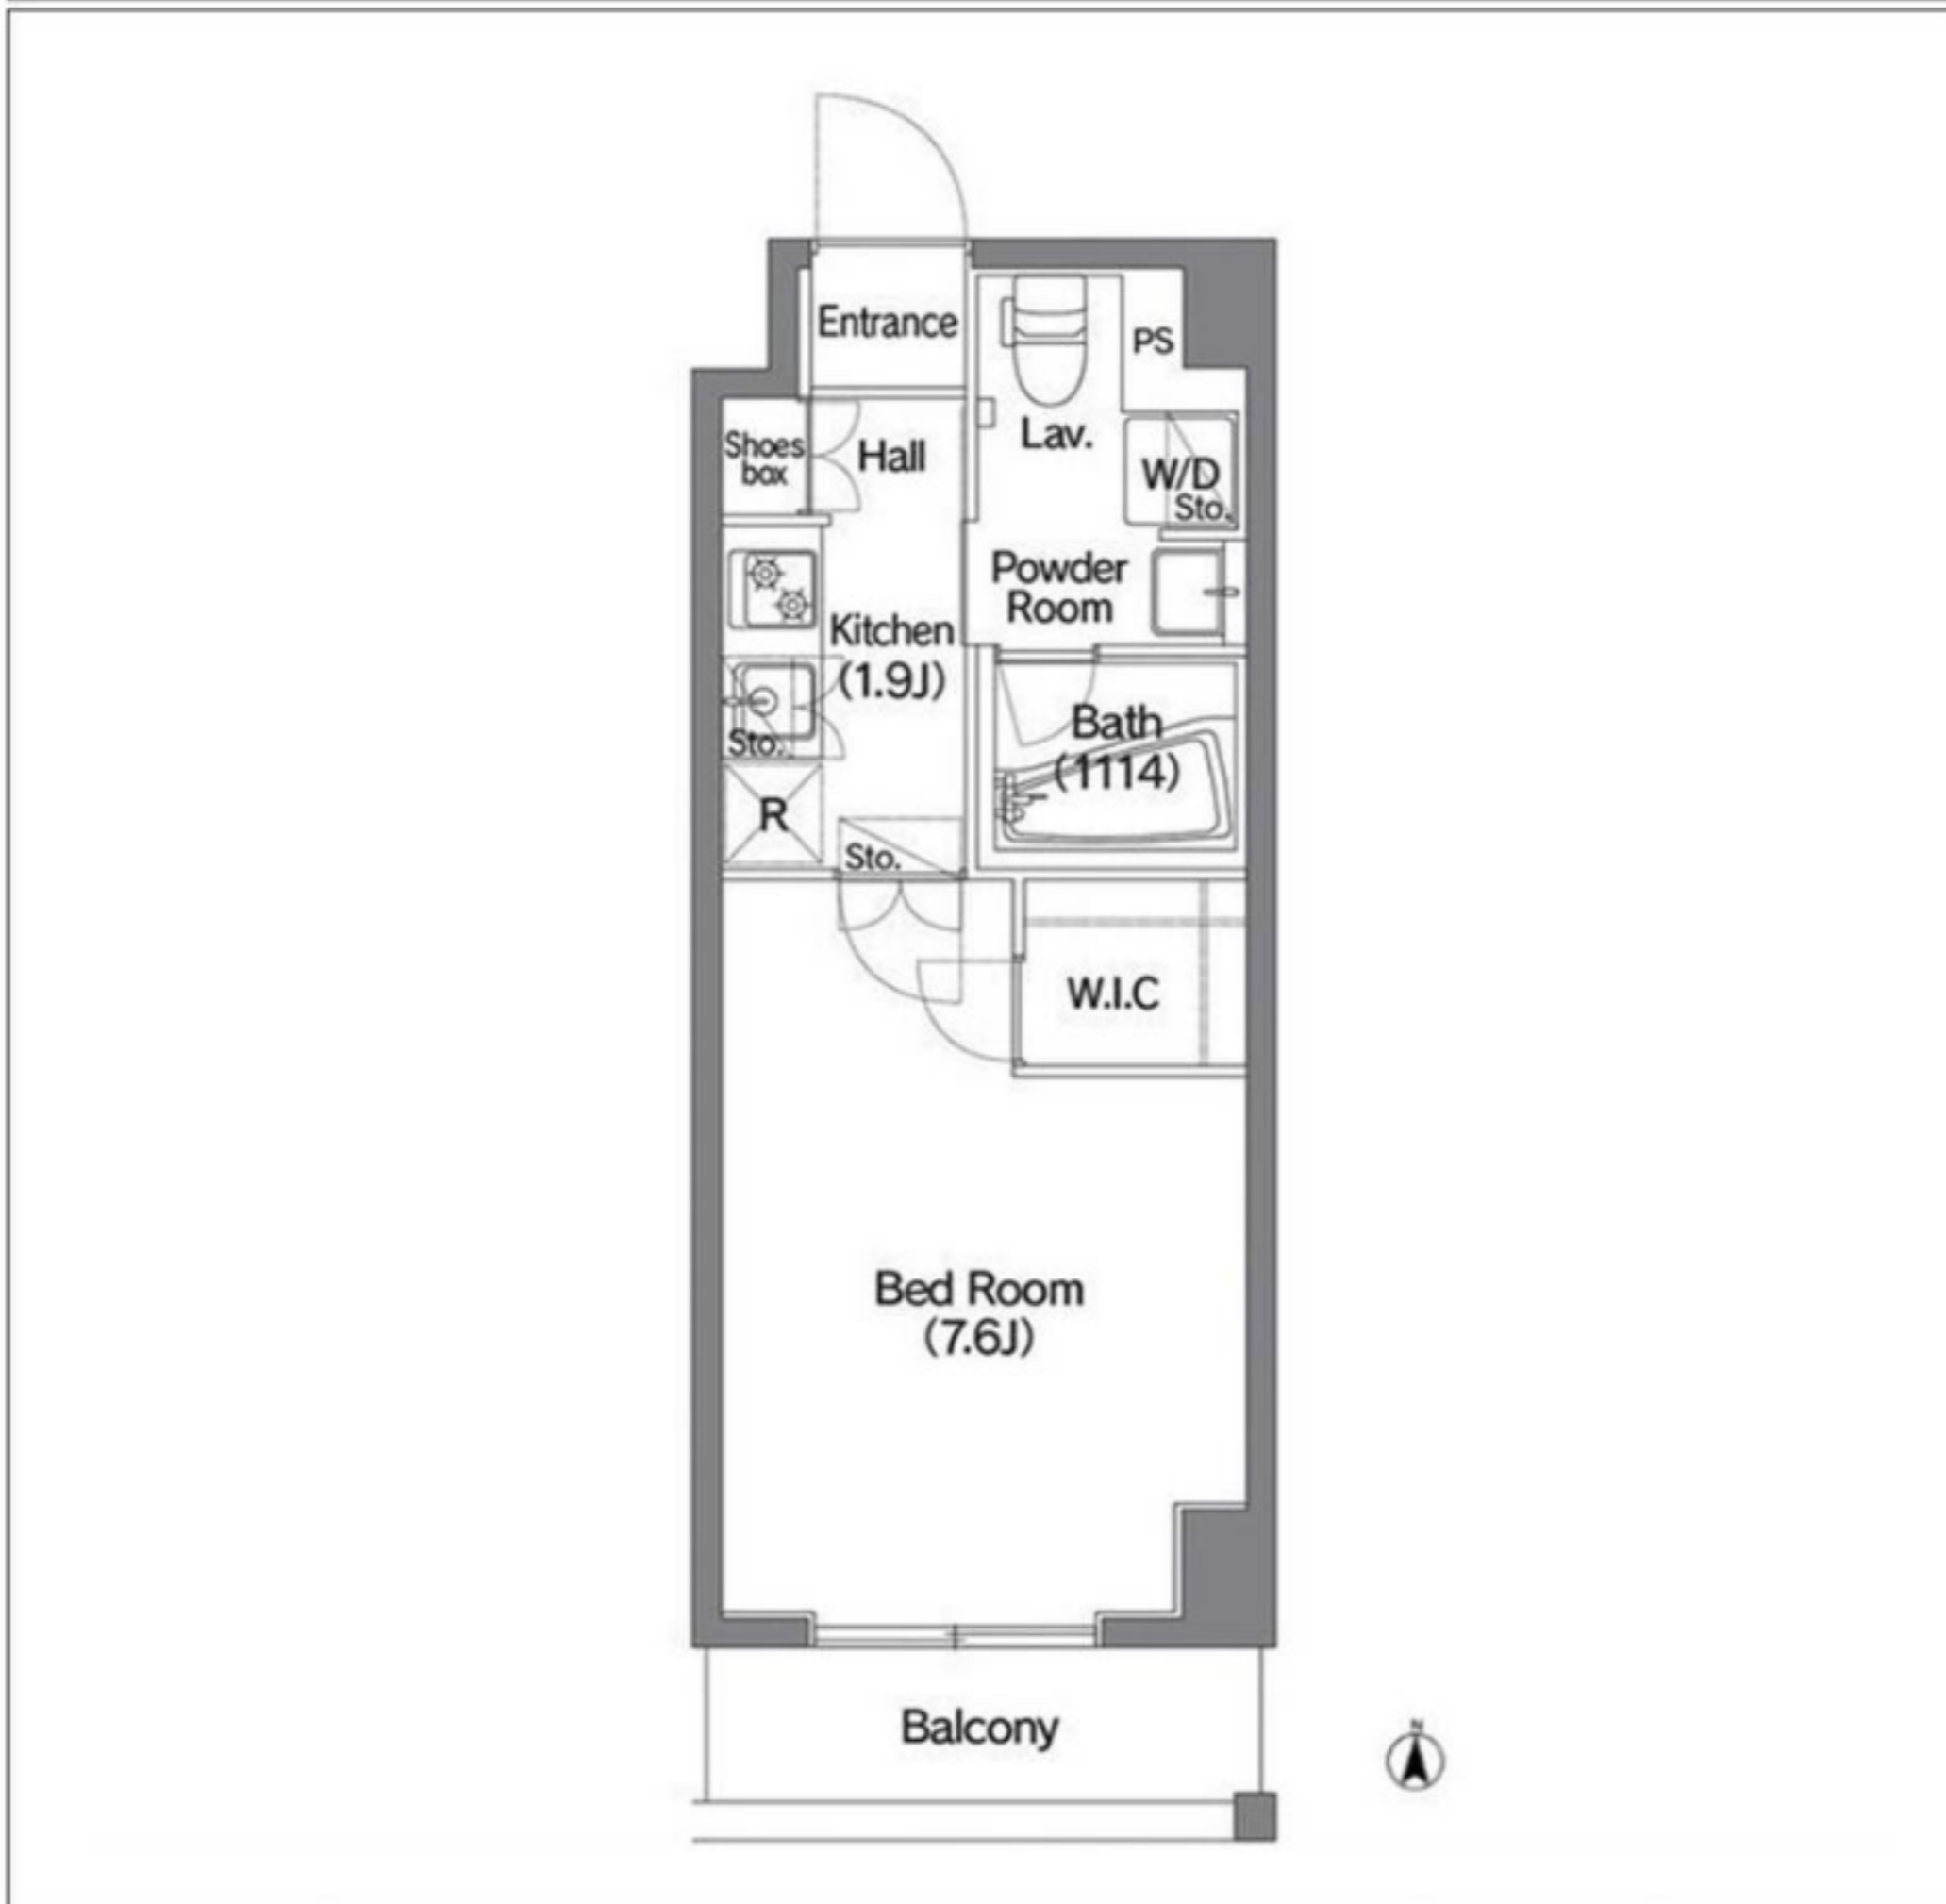 Entrance
PS
Shoes
box
Hall
Lav.
W/D
Sto.
Powder
Room
Kitchen
(1.9J)
Sto.
Bath
(1114)
R
Sto.
W.I.C
Bed Room
(7.6J)
Balcony
N